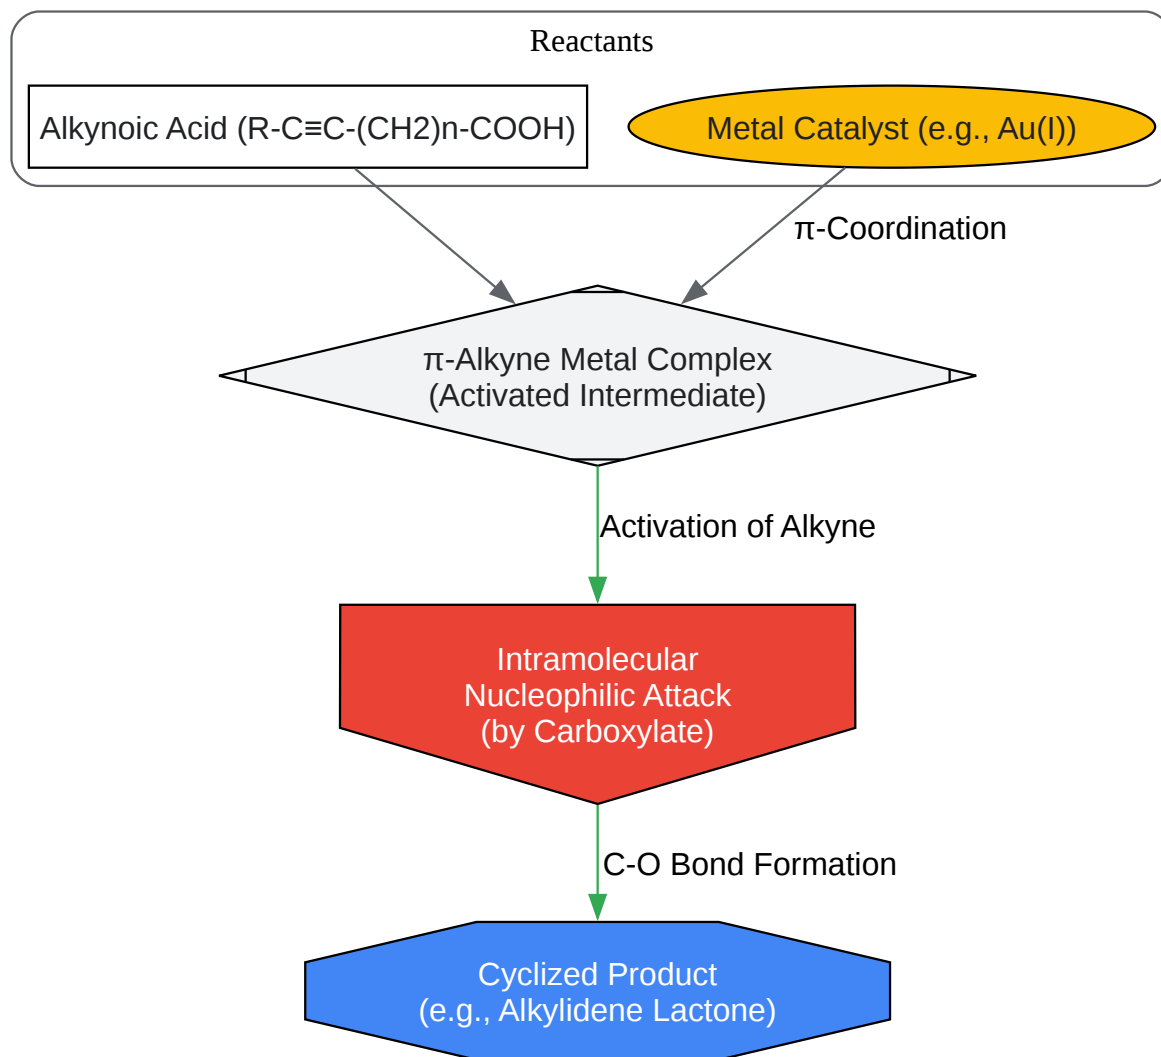 Reactants
Alkynoic Acid (R-C≡C-(CH2)n-COOH)
Metal Catalyst (e.g., Au(I))
π-Coordination
π-Alkyne Metal Complex
(Activated Intermediate)
Activation of Alkyne
Intramolecular
Nucleophilic Attack
(by Carboxylate)
C-O Bond Formation
Cyclized Product
(e.g., Alkylidene Lactone)